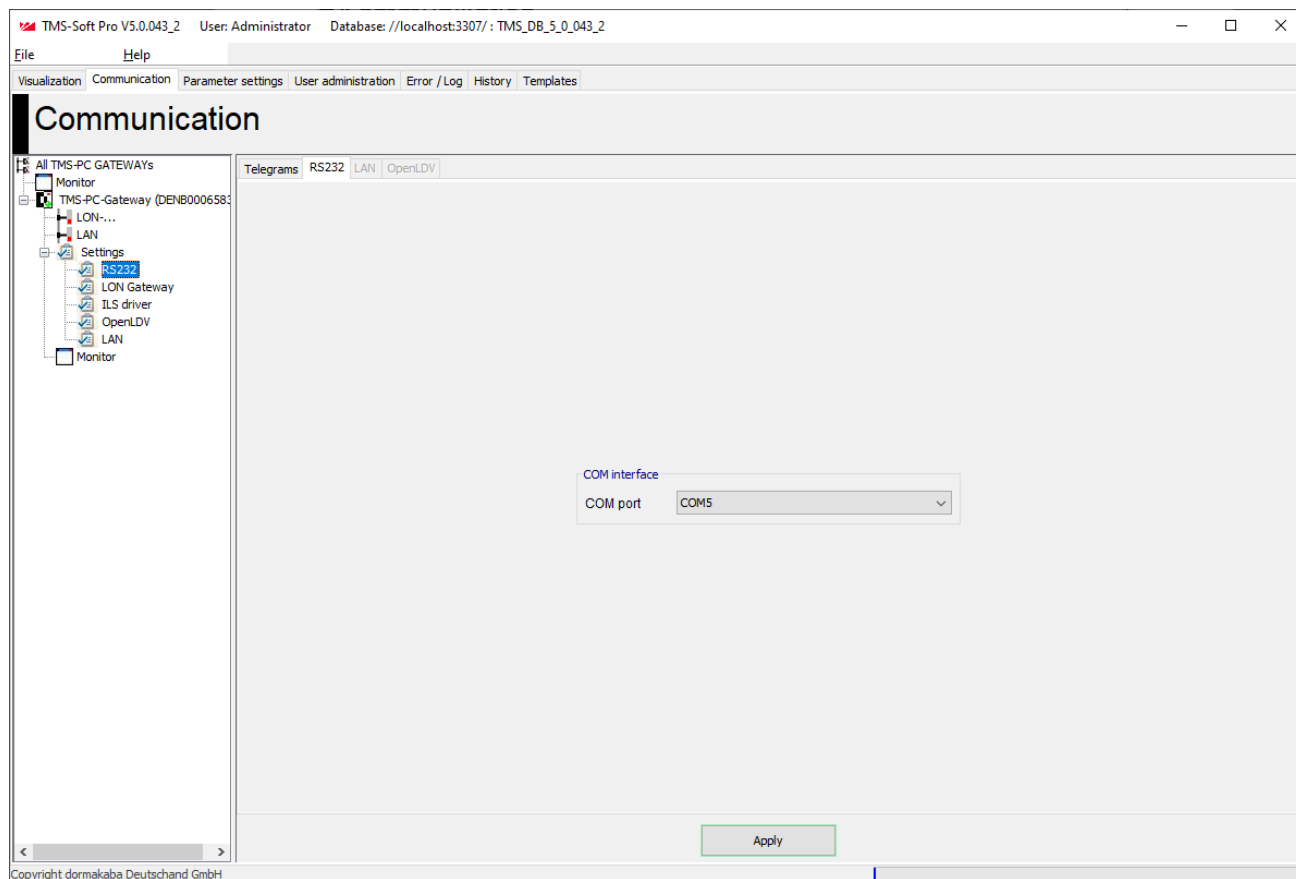 TMS-Soft Pro V5.0.043_2 User: Administrator Database: //localhost:3307/ : TMS_DB_5_0_043_2
File Help
Visualization Communication Parameter settings User administration Error / Log History Templates
Communication
All TMS-PC GATEWAYs
Monitor
TMS-PC-Gateway (DENB0006583
LON-...
LAN
Settings
RS232
LON Gateway
ILS driver
OpenLDV
LAN
Monitor
Telegrams RS232 LAN OpenLDV
COM interface
COM port COM5
Apply
Copyright dormakaba Deutschand GmbH